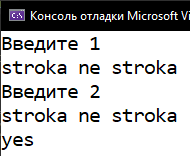 Консоль отладки Microsoft Vi
Введите 1
stroka ne stroka
Введите 2
stroka ne stroka
yes